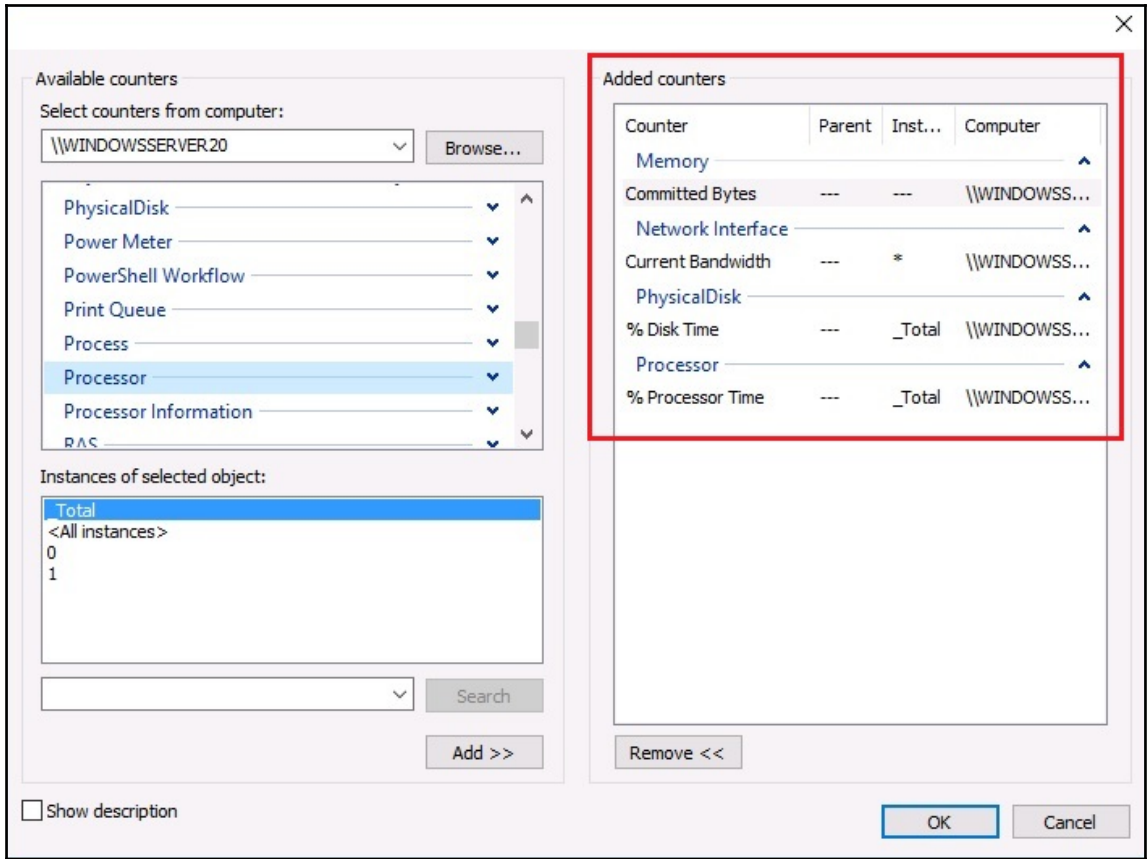 Available counters
Select counters from computer:
\\WINDOWSSERVER20
Browse...
PhysicalDisk
Power Meter
PowerShell Workflow
Print Queue
Process
Processor
Processor Information
RAS
Instances of selected object:
_Total
<All instances>
0
1
Search
Add >>
Show description
Added counters
Counter Parent Inst... Computer
Memory
Committed Bytes --- --- \\WINDOWSS...
Network Interface
Current Bandwidth --- * \\WINDOWSS...
PhysicalDisk
% Disk Time --- _Total \\WINDOWSS...
Processor
% Processor Time --- _Total \\WINDOWSS...
Remove <<
OK
Cancel